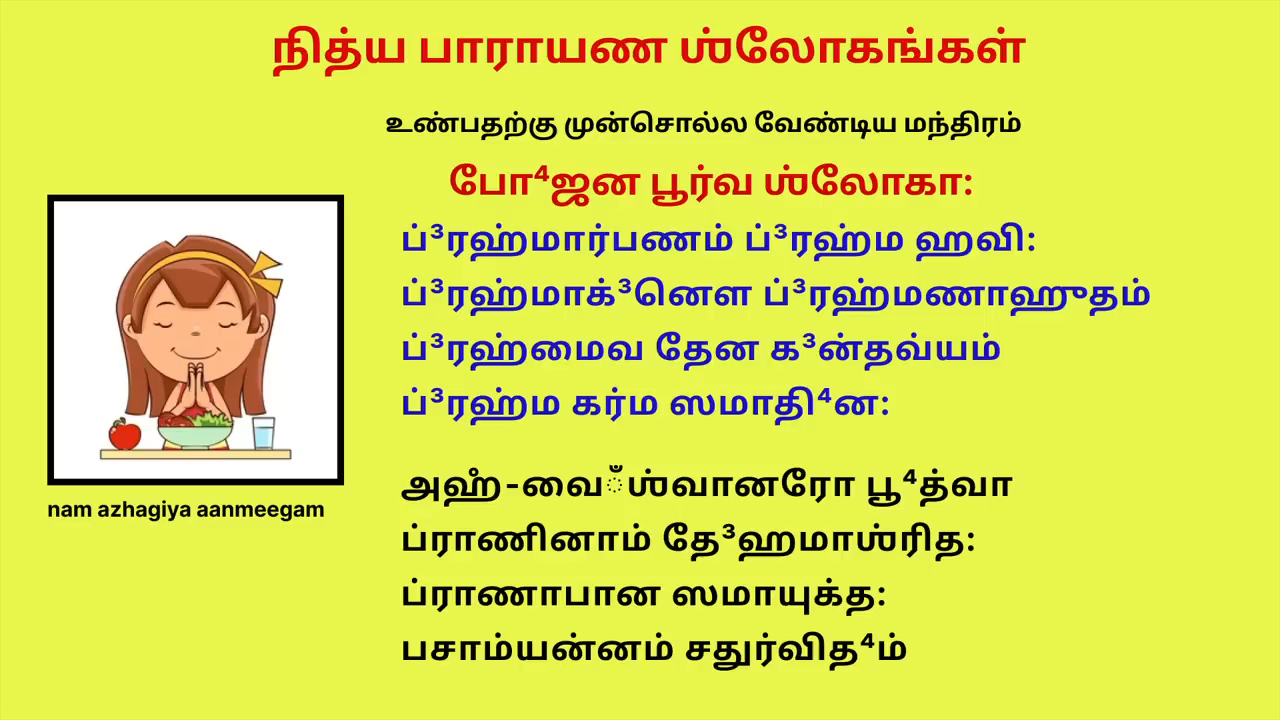 நித்ய பாராயண ஶ்லோகங்கள்
உண்பதற்கு முன்சொல்ல வேண்டிய மந்திரம்
போ⁴ஜன பூர்வ ஶ்லோகா:
ப்³ரஹ்மார்பணம் ப்³ரஹ்ம ஹவி:
ப்³ரஹ்மாக்³னௌ ப்³ரஹ்மணாஹுதம்
ப்³ரஹ்மைவ தேன க³ன்தவ்யம்
ப்³ரஹ்ம கர்ம ஸமாதி⁴ன:
அஹீ-வை஁ஶ்வானரோ பூ⁴த்வா
ப்ராணினாம் தே³ஹமாஶ்ரித:
ப்ராணாபான ஸமாயுக்த:
பசாம்யன்னம் சதுர்வித⁴ம்
nam azhagiya aanmeegam